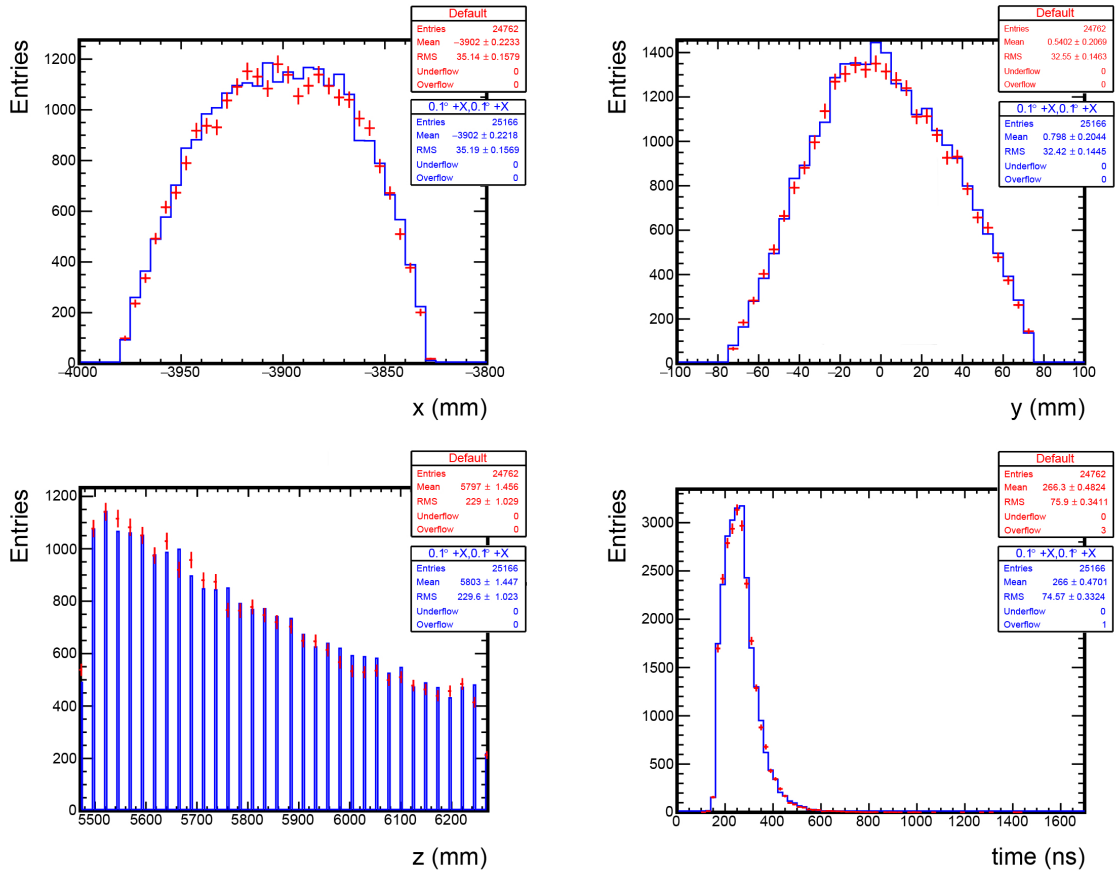 Default
Entries 24762
Mean −3902 ± 0.2233
RMS 35.14 ± 0.1579
Underflow 0
Overflow 0
0.1° +X,0.1° +X
Entries 25166
Mean −3902 ± 0.2218
RMS 35.19 ± 0.1569
Underflow 0
Overflow 0
Entries
1200
1000
800
600
400
200
0
−4000 −3950 −3900 −3850 −3800
x (mm)
Default
Entries 24762
Mean 0.5402 ± 0.2069
RMS 32.55 ± 0.1463
Underflow 0
Overflow 0
0.1° +X,0.1° +X
Entries 25166
Mean 0.798 ± 0.2044
RMS 32.42 ± 0.1445
Underflow 0
Overflow 0
Entries
1400
1200
1000
800
600
400
200
0
−100 −80 −60 −40 −20 0 20 40 60 80 100
y (mm)
Default
Entries 24762
Mean 5797 ± 1.456
RMS 229 ± 1.029
Underflow 0
Overflow 0
0.1° +X,0.1° +X
Entries 25166
Mean 5803 ± 1.447
RMS 229.6 ± 1.023
Underflow 0
Overflow 0
Entries
1200
1000
800
600
400
200
0
5500 5600 5700 5800 5900 6000 6100 6200
z (mm)
Default
Entries 24762
Mean 266.3 ± 0.4824
RMS 75.9 ± 0.3411
Underflow 0
Overflow 3
0.1° +X,0.1° +X
Entries 25166
Mean 266 ± 0.4701
RMS 74.57 ± 0.3324
Underflow 0
Overflow 1
Entries
3000
2500
2000
1500
1000
500
0
0 200 400 600 800 1000 1200 1400 1600
time (ns)